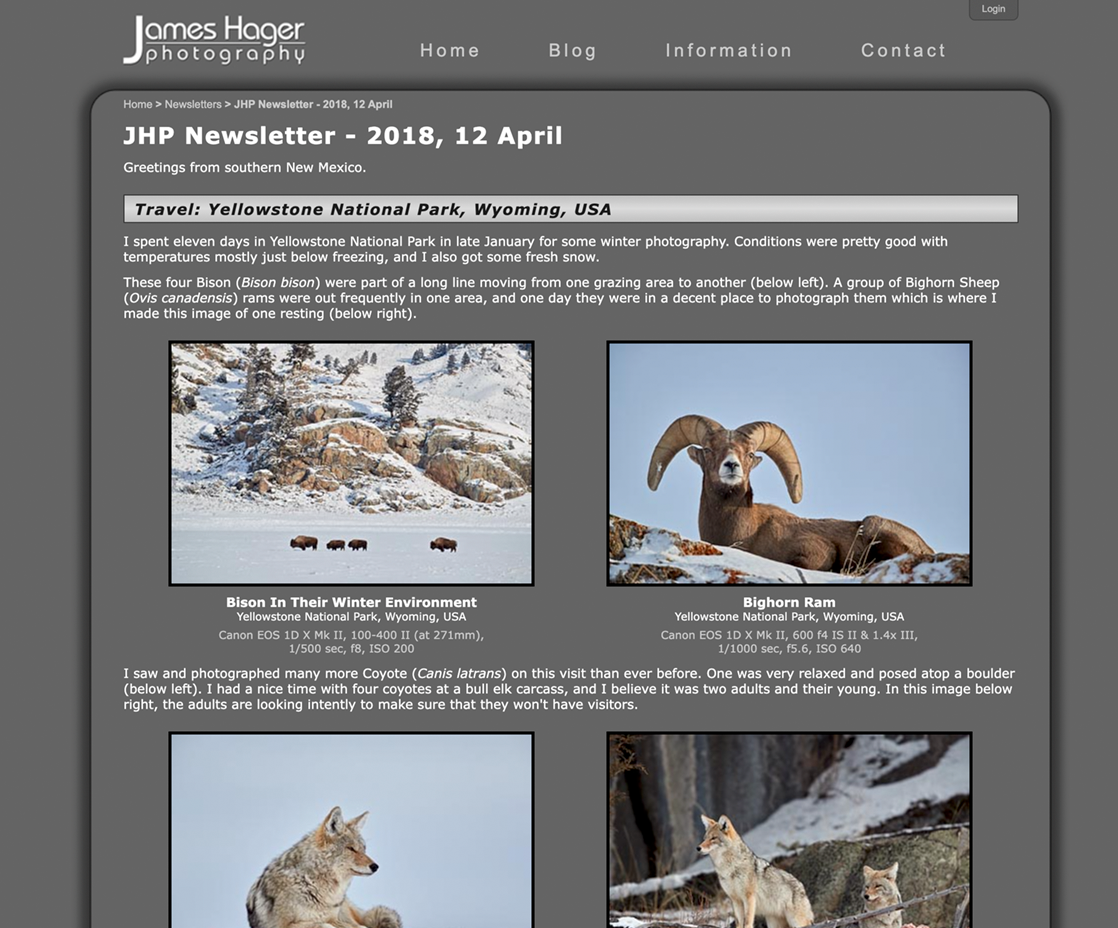 Login
James Hager
photography
Home Blog Information Contact
Home > Newsletters > JHP Newsletter - 2018, 12 April
JHP Newsletter - 2018, 12 April
Greetings from southern New Mexico.
Travel: Yellowstone National Park, Wyoming, USA
I spent eleven days in Yellowstone National Park in late January for some winter photography. Conditions were pretty good with
temperatures mostly just below freezing, and I also got some fresh snow.
These four Bison (Bison bison) were part of a long line moving from one grazing area to another (below left). A group of Bighorn Sheep
(Ovis canadensis) rams were out frequently in one area, and one day they were in a decent place to photograph them which is where I
made this image of one resting (below right).
Bison In Their Winter Environment
Yellowstone National Park, Wyoming, USA
Canon EOS 1D X Mk II, 100-400 II (at 271mm),
1/500 sec, f8, ISO 200
Bighorn Ram
Yellowstone National Park, Wyoming, USA
Canon EOS 1D X Mk II, 600 f4 IS II & 1.4x III,
1/1000 sec, f5.6, ISO 640
I saw and photographed many more Coyote (Canis latrans) on this visit than ever before. One was very relaxed and posed atop a boulder
(below left). I had a nice time with four coyotes at a bull elk carcass, and I believe it was two adults and their young. In this image below
right, the adults are looking intently to make sure that they won't have visitors.